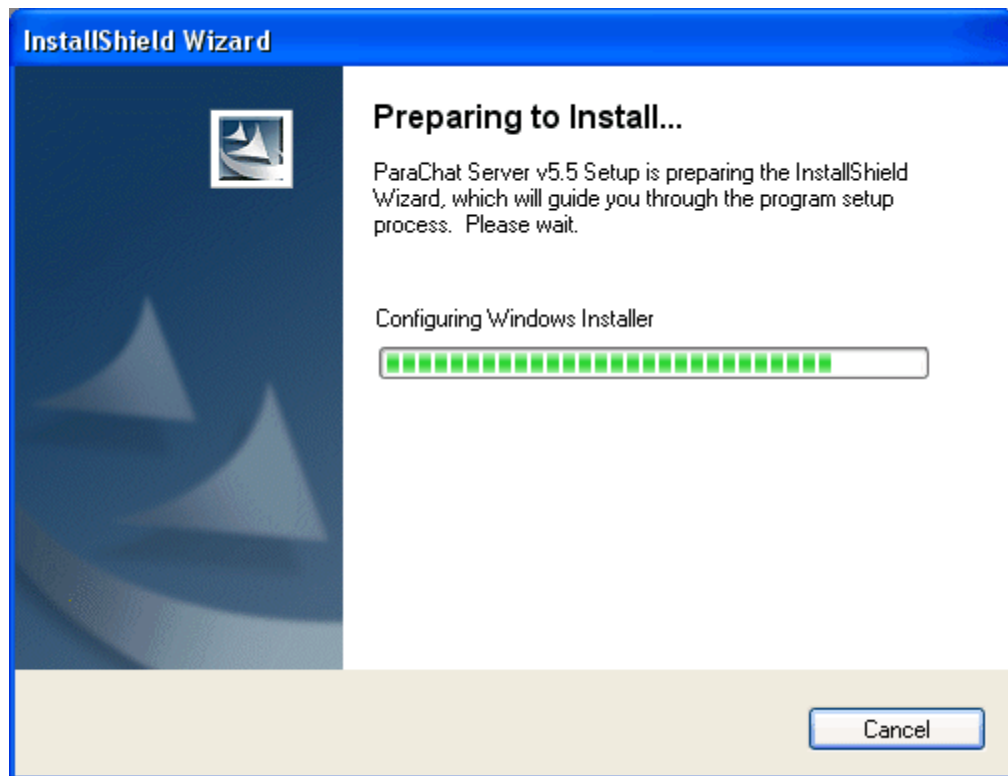 InstallShield Wizard
Preparing to Install...
ParaChat Server v5.5 Setup is preparing the InstallShield
Wizard, which will guide you through the program setup
process.  Please wait.
Configuring Windows Installer
Cancel